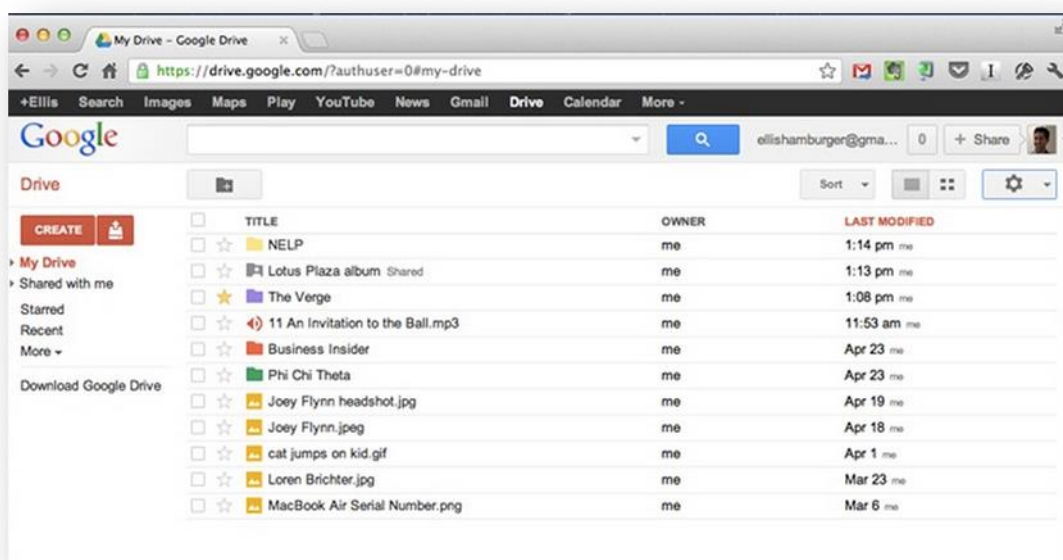 My Drive – Google Drive
https://drive.google.com/?authuser=0#my-drive
+Ellis Search Images Maps Play YouTube News Gmail Drive Calendar More
Google ellishamburger@gma... 0 + Share
Drive Sort
CREATE TITLE OWNER LAST MODIFIED
NELP me 1:14 pm me
My Drive Lotus Plaza album Shared me 1:13 pm me
Shared with me The Verge me 1:08 pm me
Starred
Recent 11 An Invitation to the Ball.mp3 me 11:53 am me
More Business Insider me Apr 23 me
Download Google Drive Phi Chi Theta me Apr 23 me
Joey Flynn headshot.jpg me Apr 19 me
Joey Flynn.jpeg me Apr 18 me
cat jumps on kid.gif me Apr 1 me
Loren Brichter.jpg me Mar 23 me
MacBook Air Serial Number.png me Mar 6 me